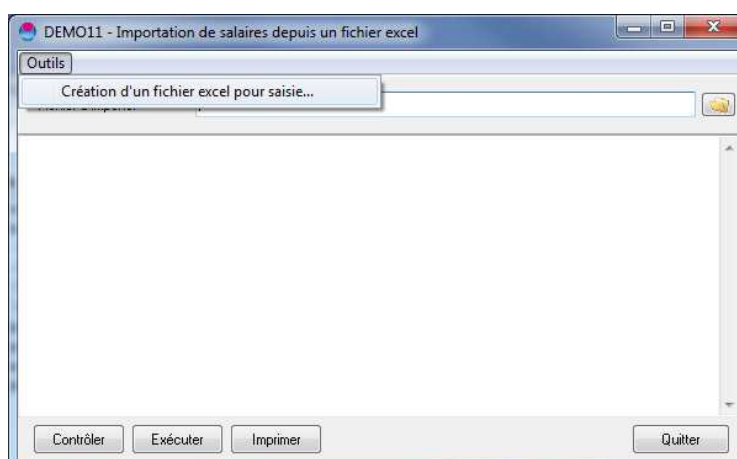 DEMO11 - Importation de salaires depuis un fichier excel
Outils
Création d'un fichier excel pour saisie...
Contrôler Exécuter Imprimer Quitter